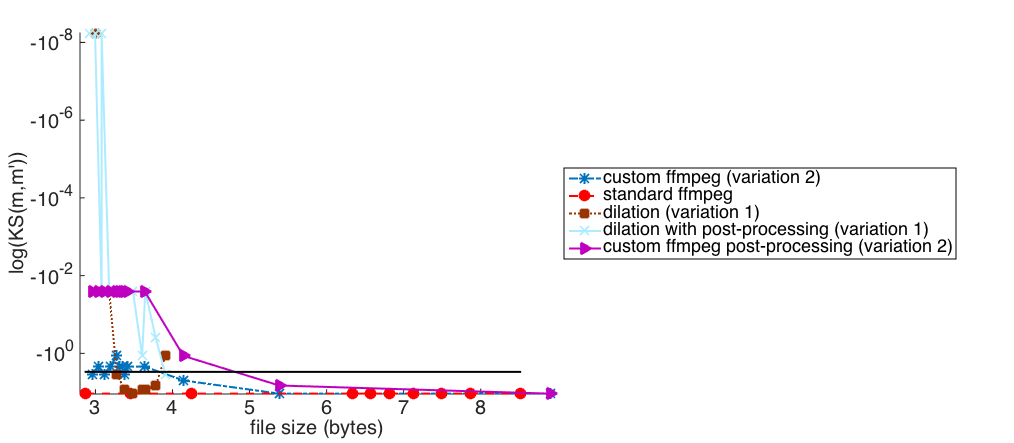 -10^-8
-10^-6
-10^-4
-10^-2
-10^0
log(KS(m,m'))
3 4 5 6 7 8
file size (bytes)
custom ffmpeg (variation 2)
standard ffmpeg
dilation (variation 1)
dilation with post-processing (variation 1)
custom ffmpeg post-processing (variation 2)